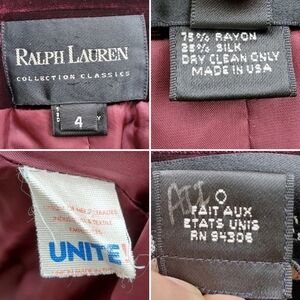 RALPH LAUREN
COLLECTION CLASSICS
4
75% RAYON
25% SILK
DRY CLEAN ONLY
MADE IN USA
UNITE!
FAIT AUX
ETATS UNIS
RN 94306